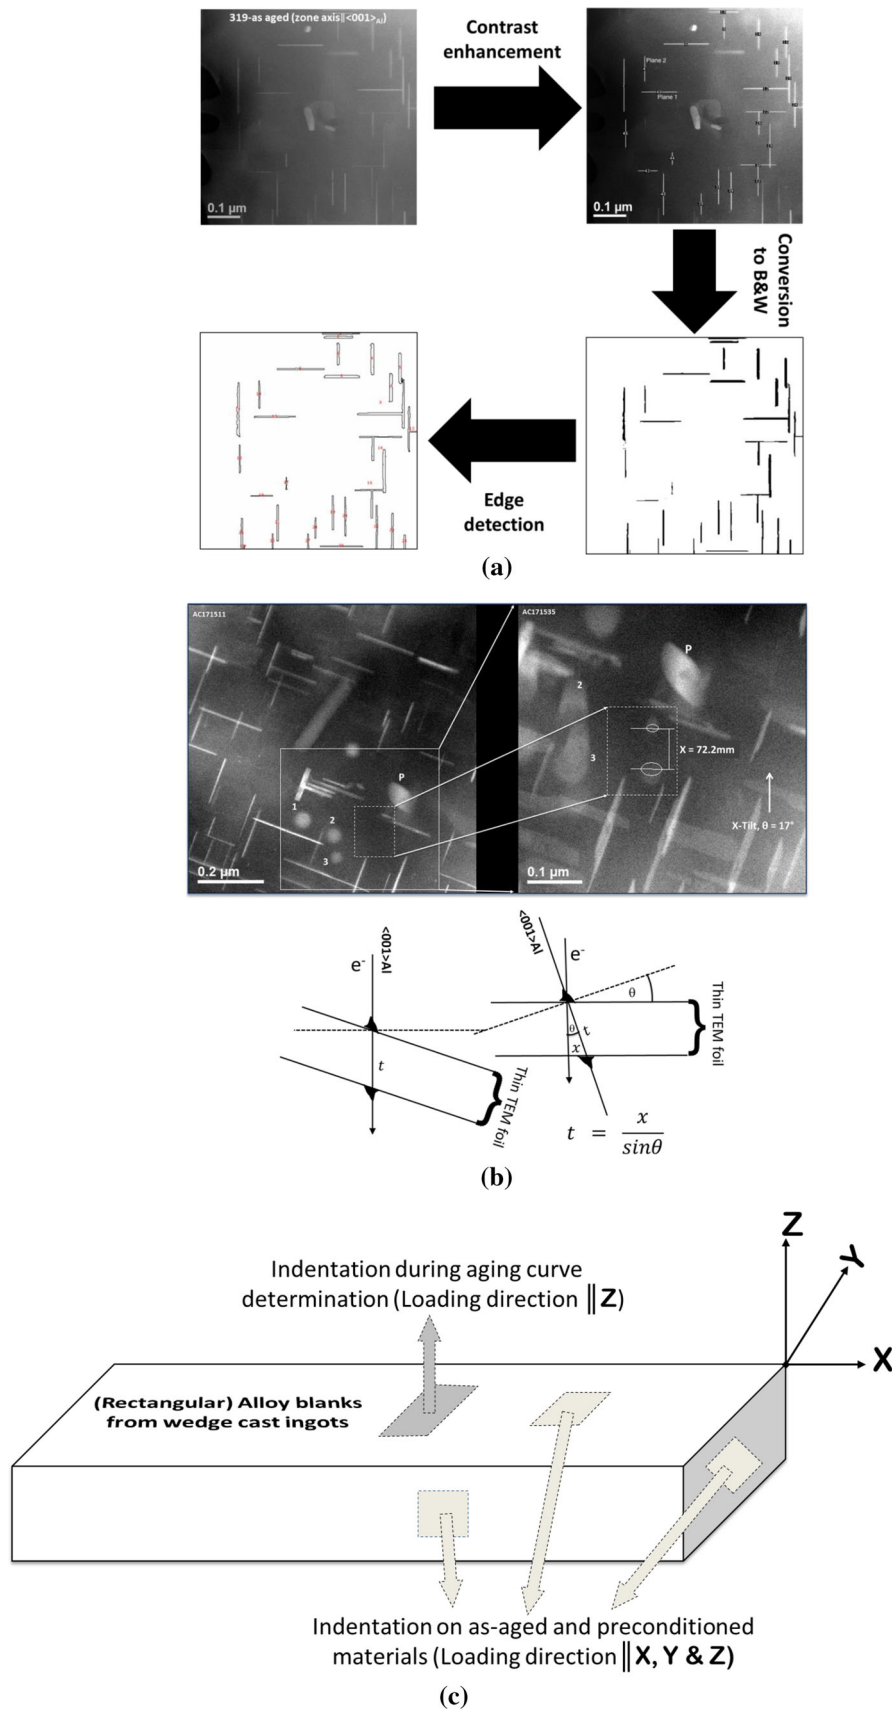 319-as aged (zone axis‖<001>Al)
0.1 µm
Contrast
enhancement
Plane 2
Plane 1
0.1 µm
Conversion
to B&W
Edge
detection
(a)
AC171511
P
1
2
3
0.2 µm
AC171535
P
2
3
X = 72.2mm
X-Tilt, θ = 17°
0.1 µm
e-
<001>Al
t
Thin TEM foil
<001>Al
e-
θ
θ
t
x
Thin TEM foil
t = x
sinθ
(b)
Z
Y
X
Indentation during aging curve
determination (Loading direction ‖Z)
(Rectangular) Alloy blanks
from wedge cast ingots
Indentation on as-aged and preconditioned
materials (Loading direction ‖X, Y & Z)
(c)